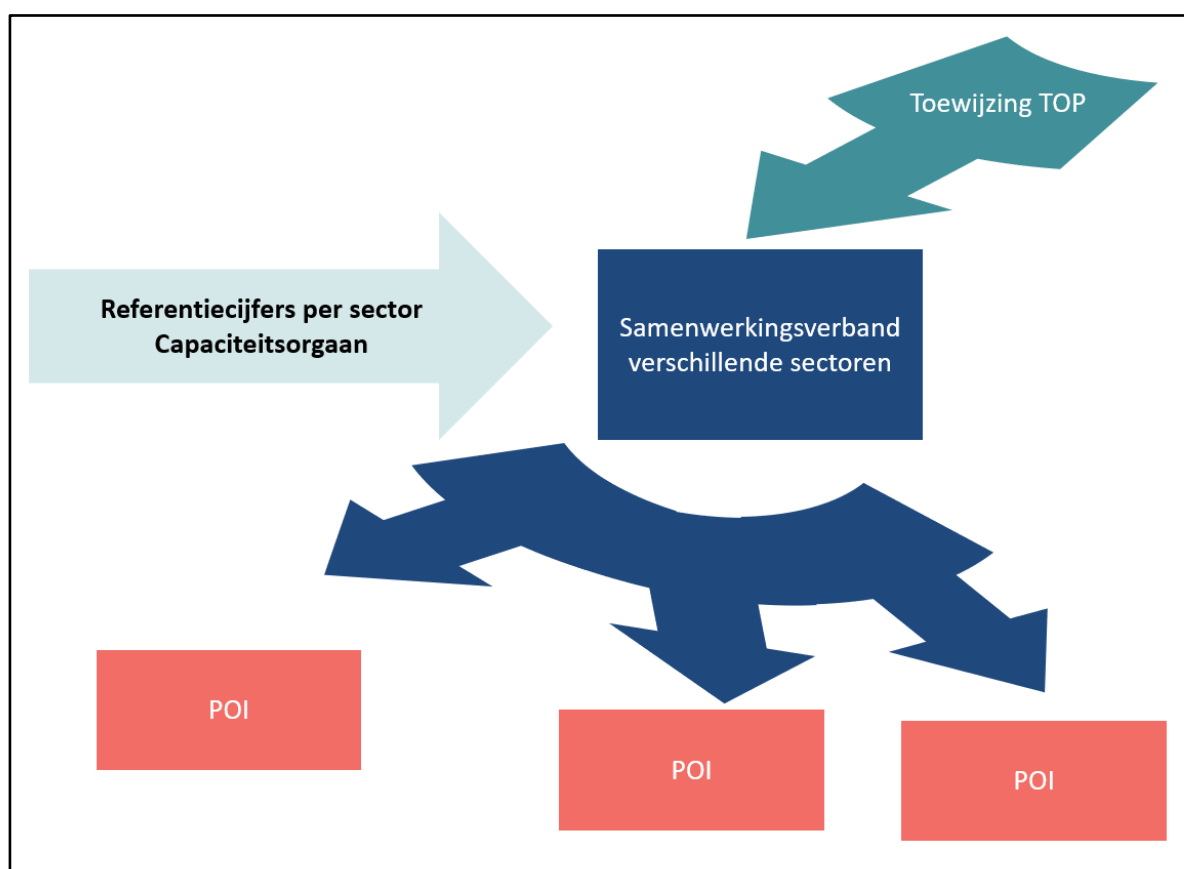 Toewijzing TOP
Referentiecijfers per sector
Capaciteitsorgaan
Samenwerkingsverband
verschillende sectoren
POI
POI
POI